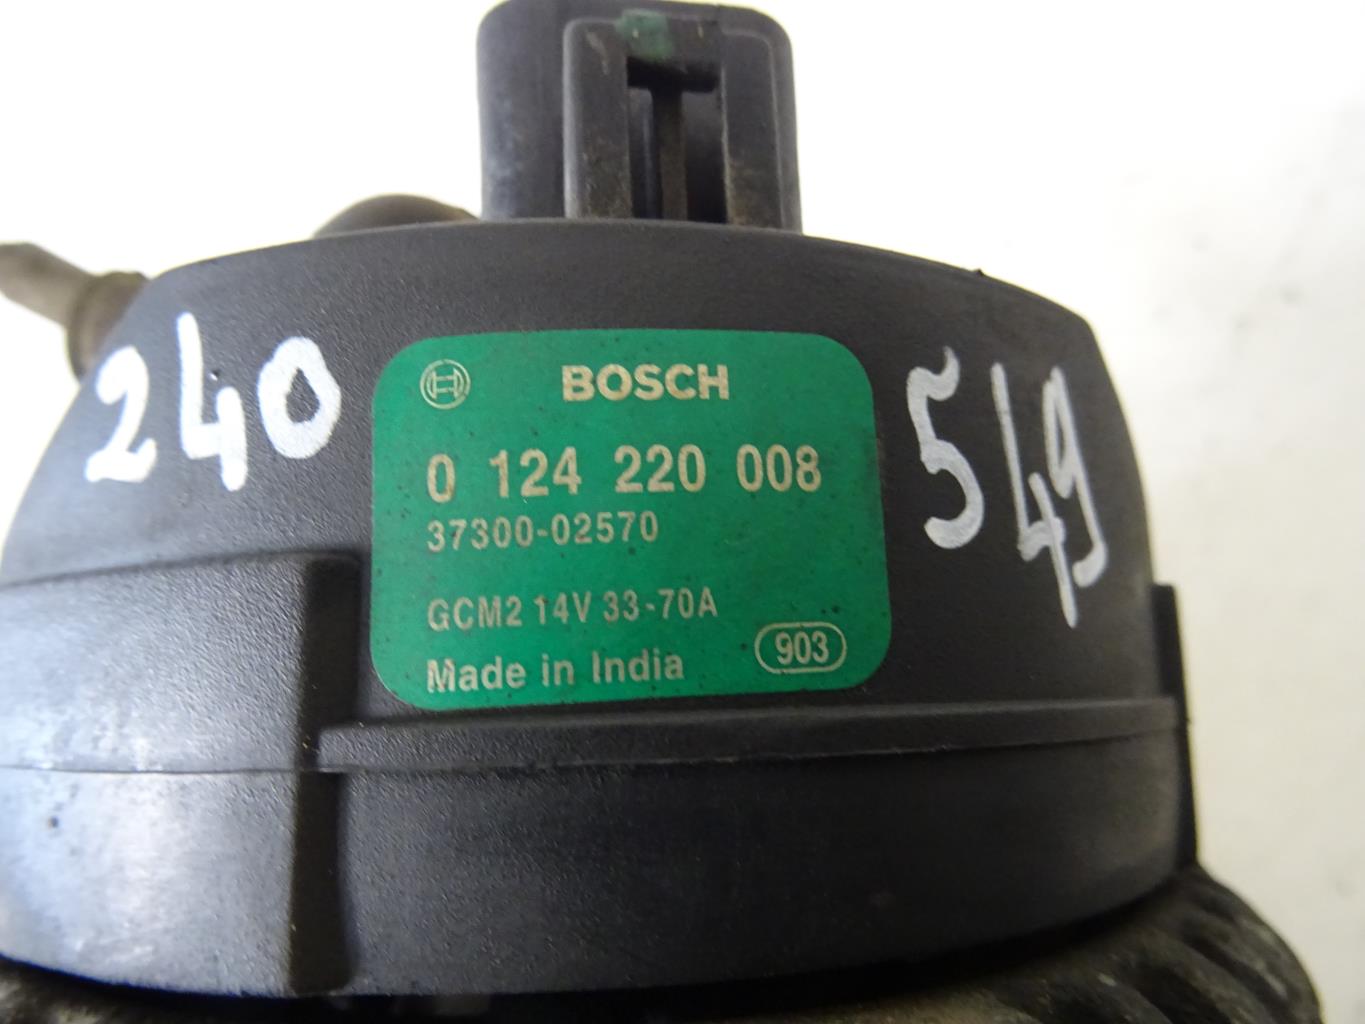 240
BOSCH
0 124 220 008
37300-02570
GCM2 14V 33-70A
Made in India
903
549